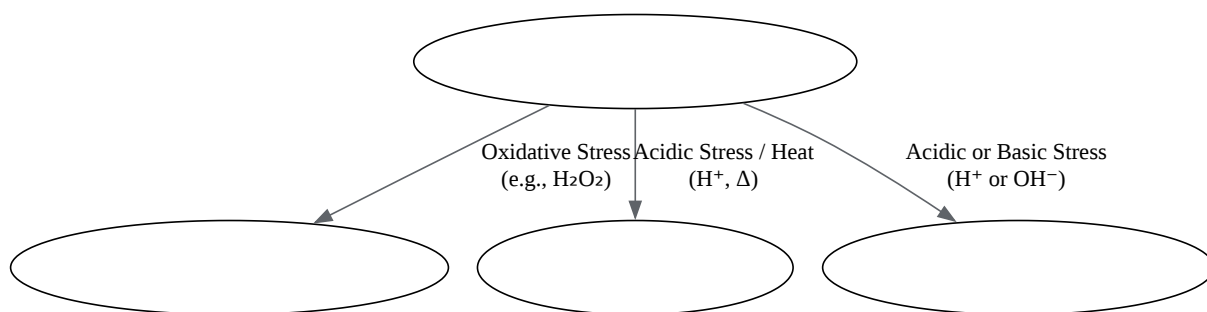 Oxidative Stress
(e.g., H₂O₂)
Acidic Stress / Heat
(H⁺, Δ)
Acidic or Basic Stress
(H⁺ or OH⁻)